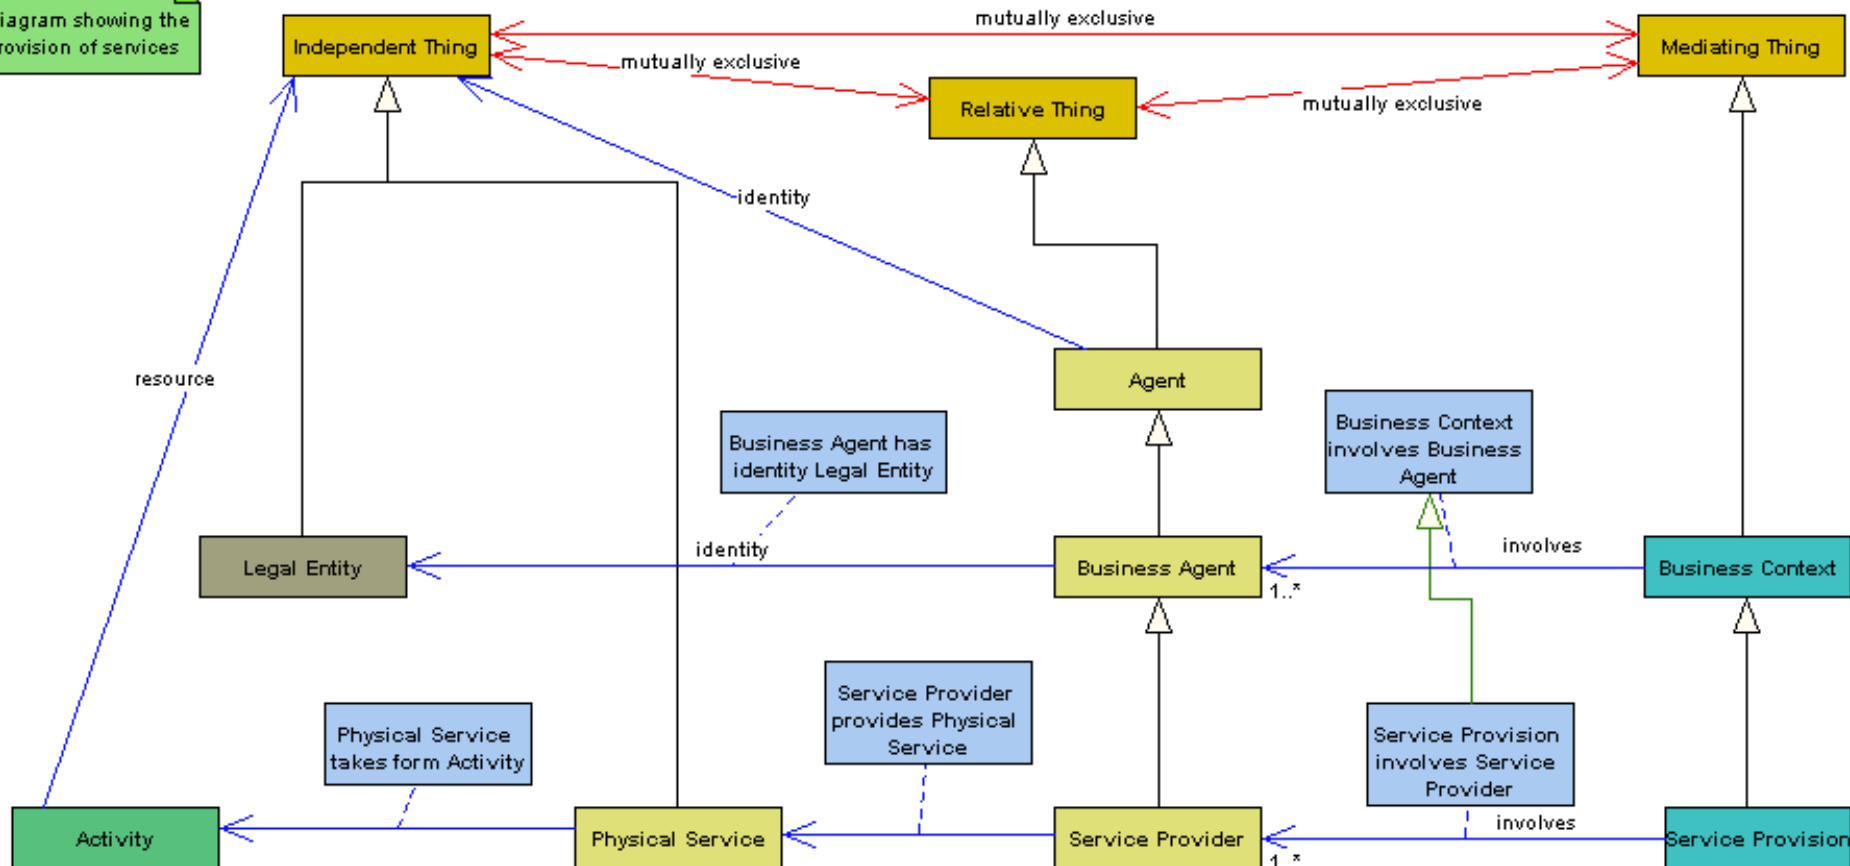 iagram showing the
rovision of services
Independent Thing
mutually exclusive
Mediating Thing
mutually exclusive
Relative Thing
mutually exclusive
identity
resource
Agent
Business Agent has
identity Legal Entity
Business Context
involves Business
Agent
Legal Entity
identity
Business Agent
1..*
involves
Business Context
Physical Service
takes form Activity
Service Provider
provides Physical
Service
Service Provision
involves Service
Provider
Activity
Physical Service
Service Provider
1..*
involves
Service Provision